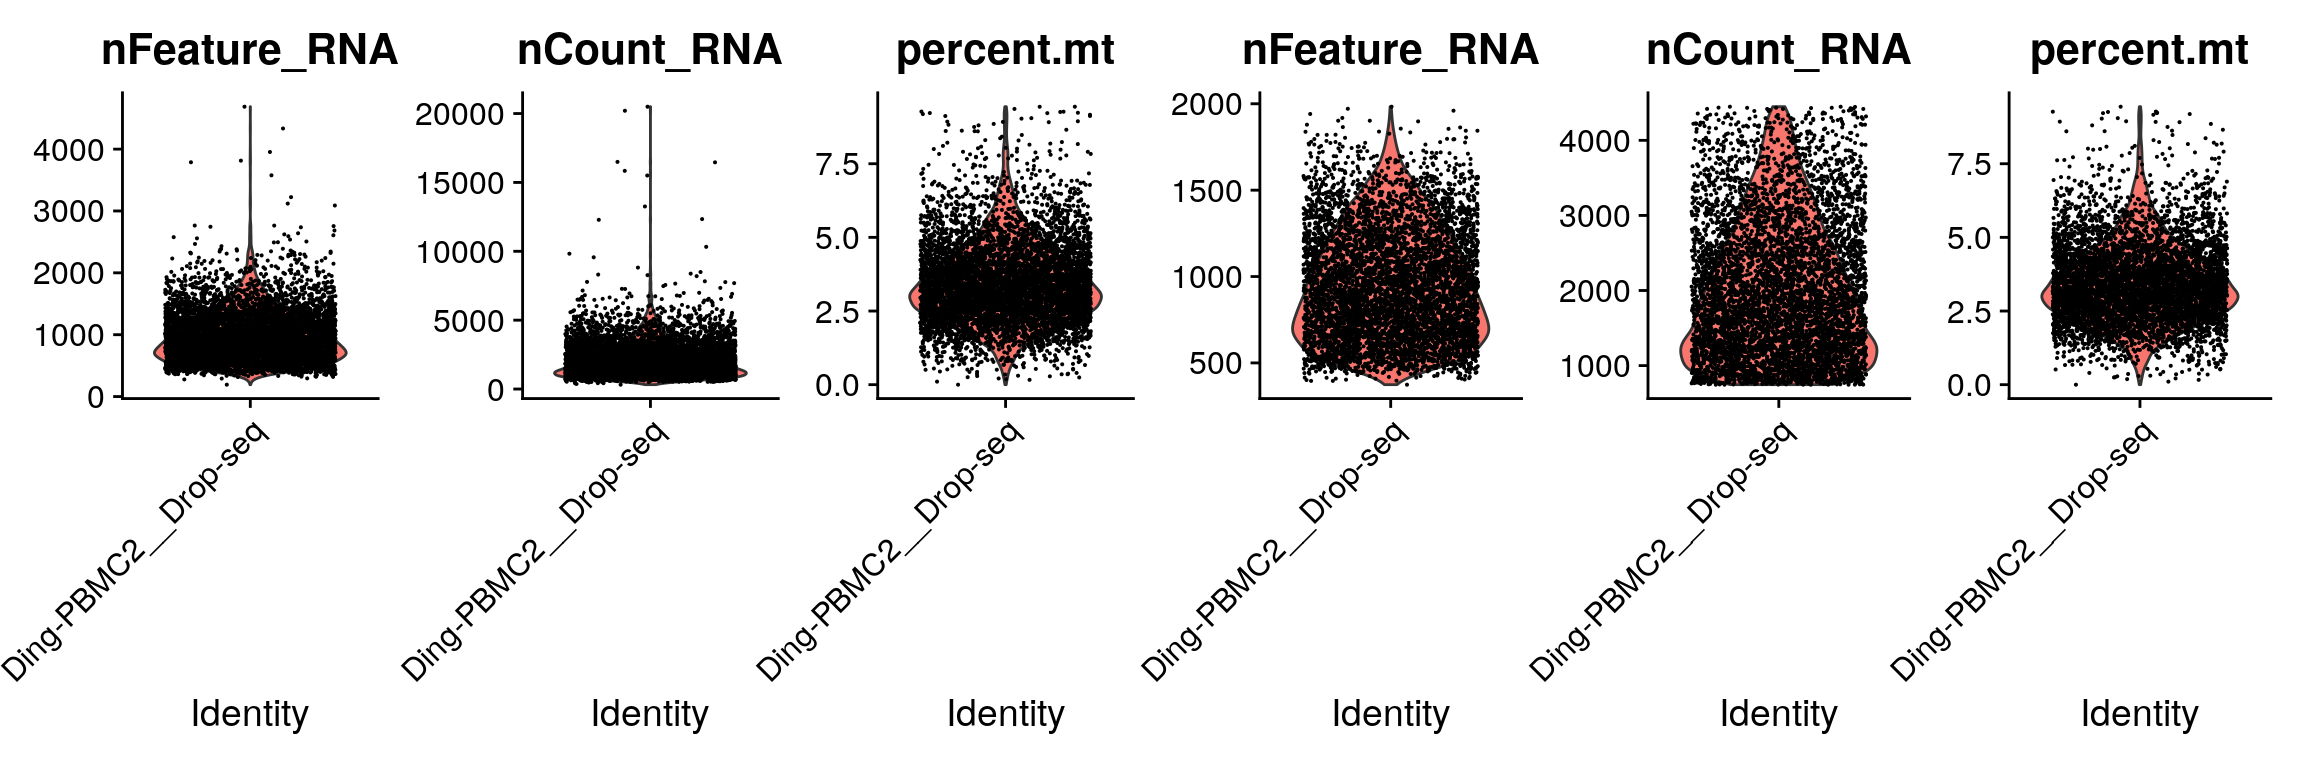 nFeature_RNA
4000
3000
2000
1000
0
Ding-PBMC2__Drop-seq
Identity
nCount_RNA
20000
15000
10000
5000
0
Ding-PBMC2__Drop-seq
Identity
percent.mt
7.5
5.0
2.5
0.0
Ding-PBMC2__Drop-seq
Identity
nFeature_RNA
2000
1500
1000
500
Ding-PBMC2__Drop-seq
Identity
nCount_RNA
4000
3000
2000
1000
Ding-PBMC2__Drop-seq
Identity
percent.mt
7.5
5.0
2.5
0.0
Ding-PBMC2__Drop-seq
Identity